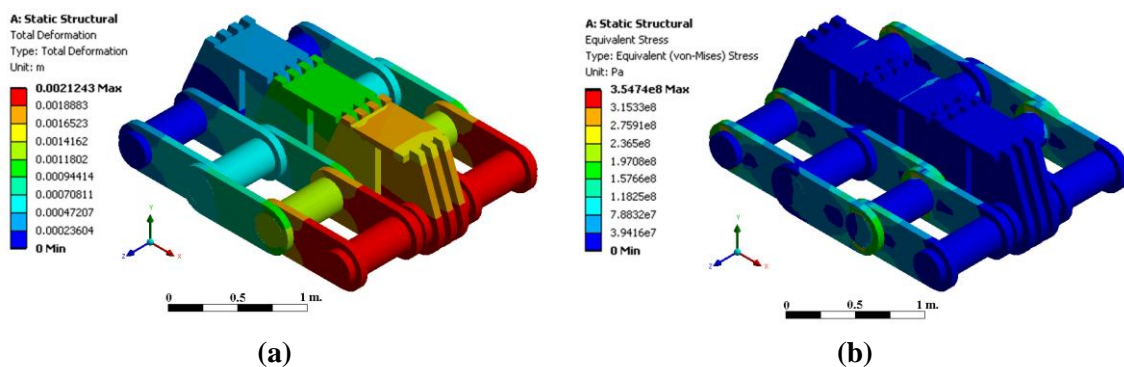 A: Static Structural
Total Deformation
Type: Total Deformation
Unit: m
0.0021243 Max
0.0018883
0.0016523
0.0014162
0.0011802
0.00094414
0.00070811
0.00047207
0.00023604
0 Min
Y
Z
X
0 0.5 1 m.
(a)
A: Static Structural
Equivalent Stress
Type: Equivalent (von-Mises) Stress
Unit: Pa
3.5474e8 Max
3.1533e8
2.7591e8
2.365e8
1.9708e8
1.5766e8
1.1825e8
7.8832e7
3.9416e7
0 Min
Y
Z
X
0 0.5 1 m.
(b)